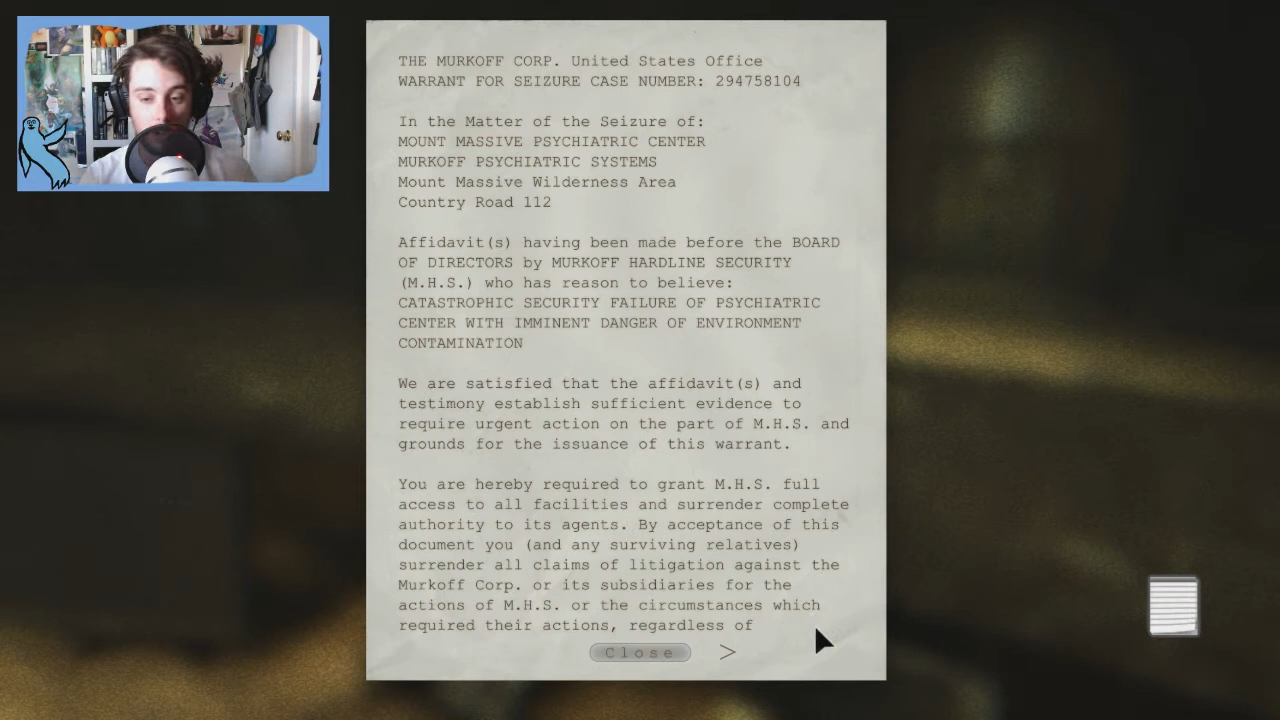 THE MURKOFF CORP. United States Office
WARRANT FOR SEIZURE CASE NUMBER: 294758104
In the Matter of the Seizure of:
MOUNT MASSIVE PSYCHIATRIC CENTER
MURKOFF PSYCHIATRIC SYSTEMS
Mount Massive Wilderness Area
Country Road 112
Affidavit(s) having been made before the BOARD
OF DIRECTORS by MURKOFF HARDLINE SECURITY
(M.H.S.) who has reason to believe:
CATASTROPHIC SECURITY FAILURE OF PSYCHIATRIC
CENTER WITH IMMINENT DANGER OF ENVIRONMENT
CONTAMINATION
We are satisfied that the affidavit(s) and
testimony establish sufficient evidence to
require urgent action on the part of M.H.S. and
grounds for the issuance of this warrant.
You are hereby required to grant M.H.S. full
access to all facilities and surrender complete
authority to its agents. By acceptance of this
document you (and any surviving relatives)
surrender all claims of litigation against the
Murkoff Corp. or its subsidiaries for the
actions of M.H.S. or the circumstances which
required their actions, regardless of
Close >